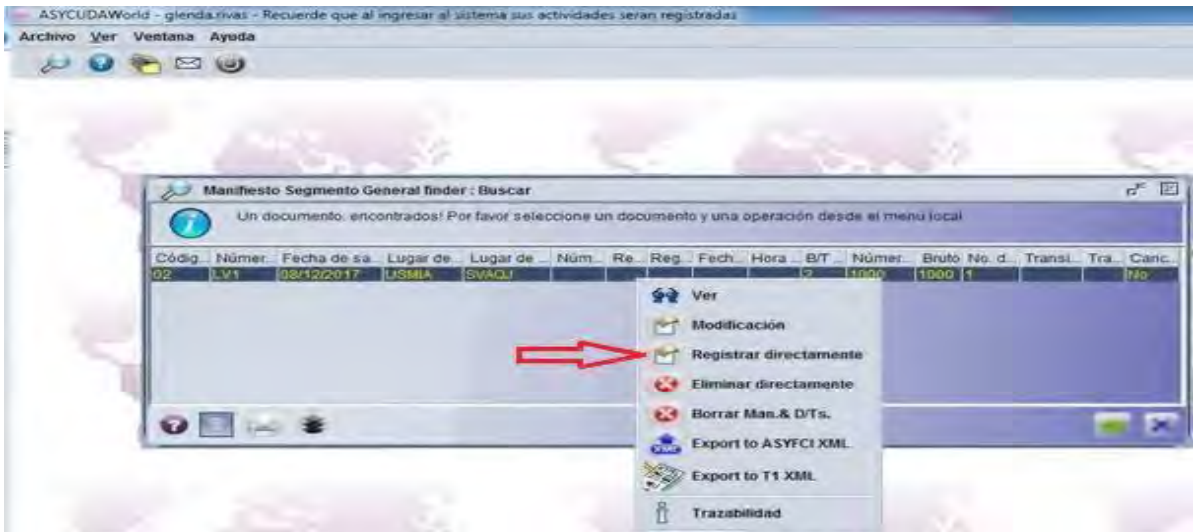 ASYCUDAWorld - glenda.rivas - Recuerde que al ingresar al sistema sus actividades seran registradas
Archivo Ver Ventana Ayuda
Manifiesto Segmento General finder : Buscar
Un documento. encontrados! Por favor seleccione un documento y una operación desde el menú local
Códig... Númer... Fecha de sa... Lugar de... Lugar de ... Núm... Re... Reg... Fech... Hora ... B/T ... Númer... Bruto No. d... Transi... Tra... Canc...
02 LV1 08/12/2017 USMIA SVAQJ 2 1000 1000 1 No
Ver
Modificación
Registrar directamente
Eliminar directamente
Borrar Man.& D/Ts.
Export to ASYFCI XML
Export to T1 XML
Trazabilidad